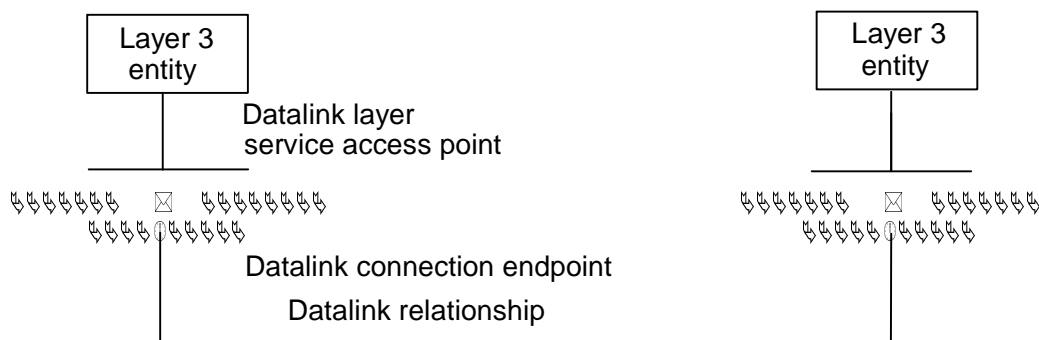 Layer 3
entity
Layer 3
entity
Datalink layer
service access point
Datalink connection endpoint
Datalink relationship